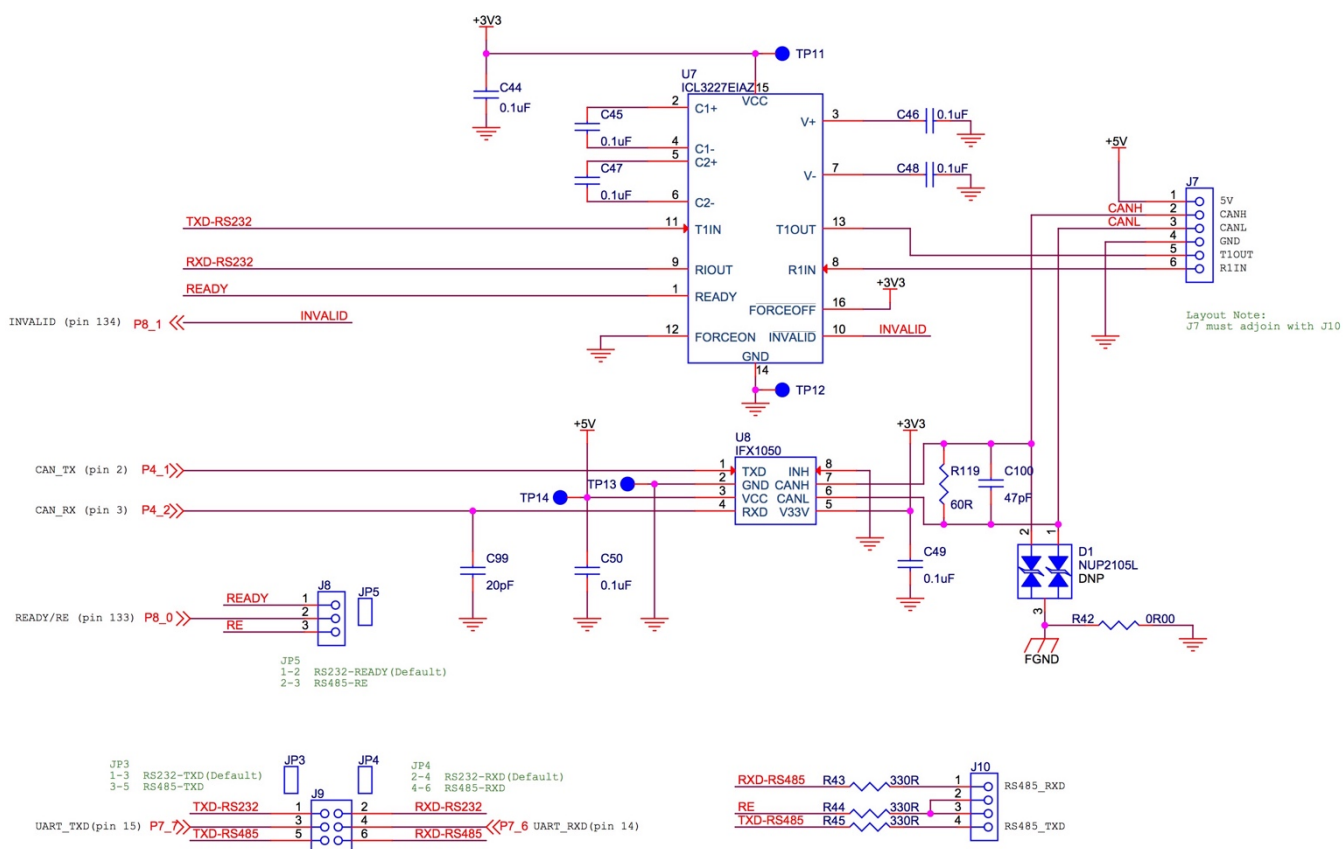 +3V3
TP11
C44
0.1uF
U7
ICL3227EIAZ
15
VCC
2 C1+
C45
0.1uF
4 C1-
5 C2+
C47
0.1uF
6 C2-
V+ 3 C46 0.1uF
V- 7 C48 0.1uF
+5V
J7
1 5V
CANH 2 CANH
CANL 3 CANL
4 GND
5 T1OUT
6 R1IN
TXD-RS232 11 T1IN
T1OUT 13
RXD-RS232 9 RIOUT
R1IN 8
READY 1 READY
+3V3
FORCEOFF 16
INVALID (pin 134) P8_1 INVALID
12 FORCEON
INVALID 10 INVALID
GND
14
TP12
Layout Note:
J7 must adjoin with J10
+5V
U8
IFX1050
+3V3
CAN_TX (pin 2) P4_1
1 TXD INH 8
TP13 2 GND CANH 7
TP14 3 VCC CANL 6
CAN_RX (pin 3) P4_2
4 RXD V33V 5
R119
60R
C100
47pF
C99
20pF
C50
0.1uF
C49
0.1uF
2 1
D1
NUP2105L
DNP
3
R42 0R00
FGND
J8
JP5
READY 1
READY/RE (pin 133) P8_0 2
RE 3
JP5
1-2 RS232-READY(Default)
2-3 RS485-RE
JP3
1-3 RS232-TXD(Default)
3-5 RS485-TXD
JP3
JP4
JP4
2-4 RS232-RXD(Default)
4-6 RS485-RXD
J9
TXD-RS232 1 2 RXD-RS232
UART_TXD(pin 15) P7_7 3 4 P7_6 UART_RXD(pin 14)
TXD-RS485 5 6 RXD-RS485
J10
RXD-RS485 R43 330R 1 RS485_RXD
2
RE R44 330R 3
TXD-RS485 R45 330R 4 RS485_TXD